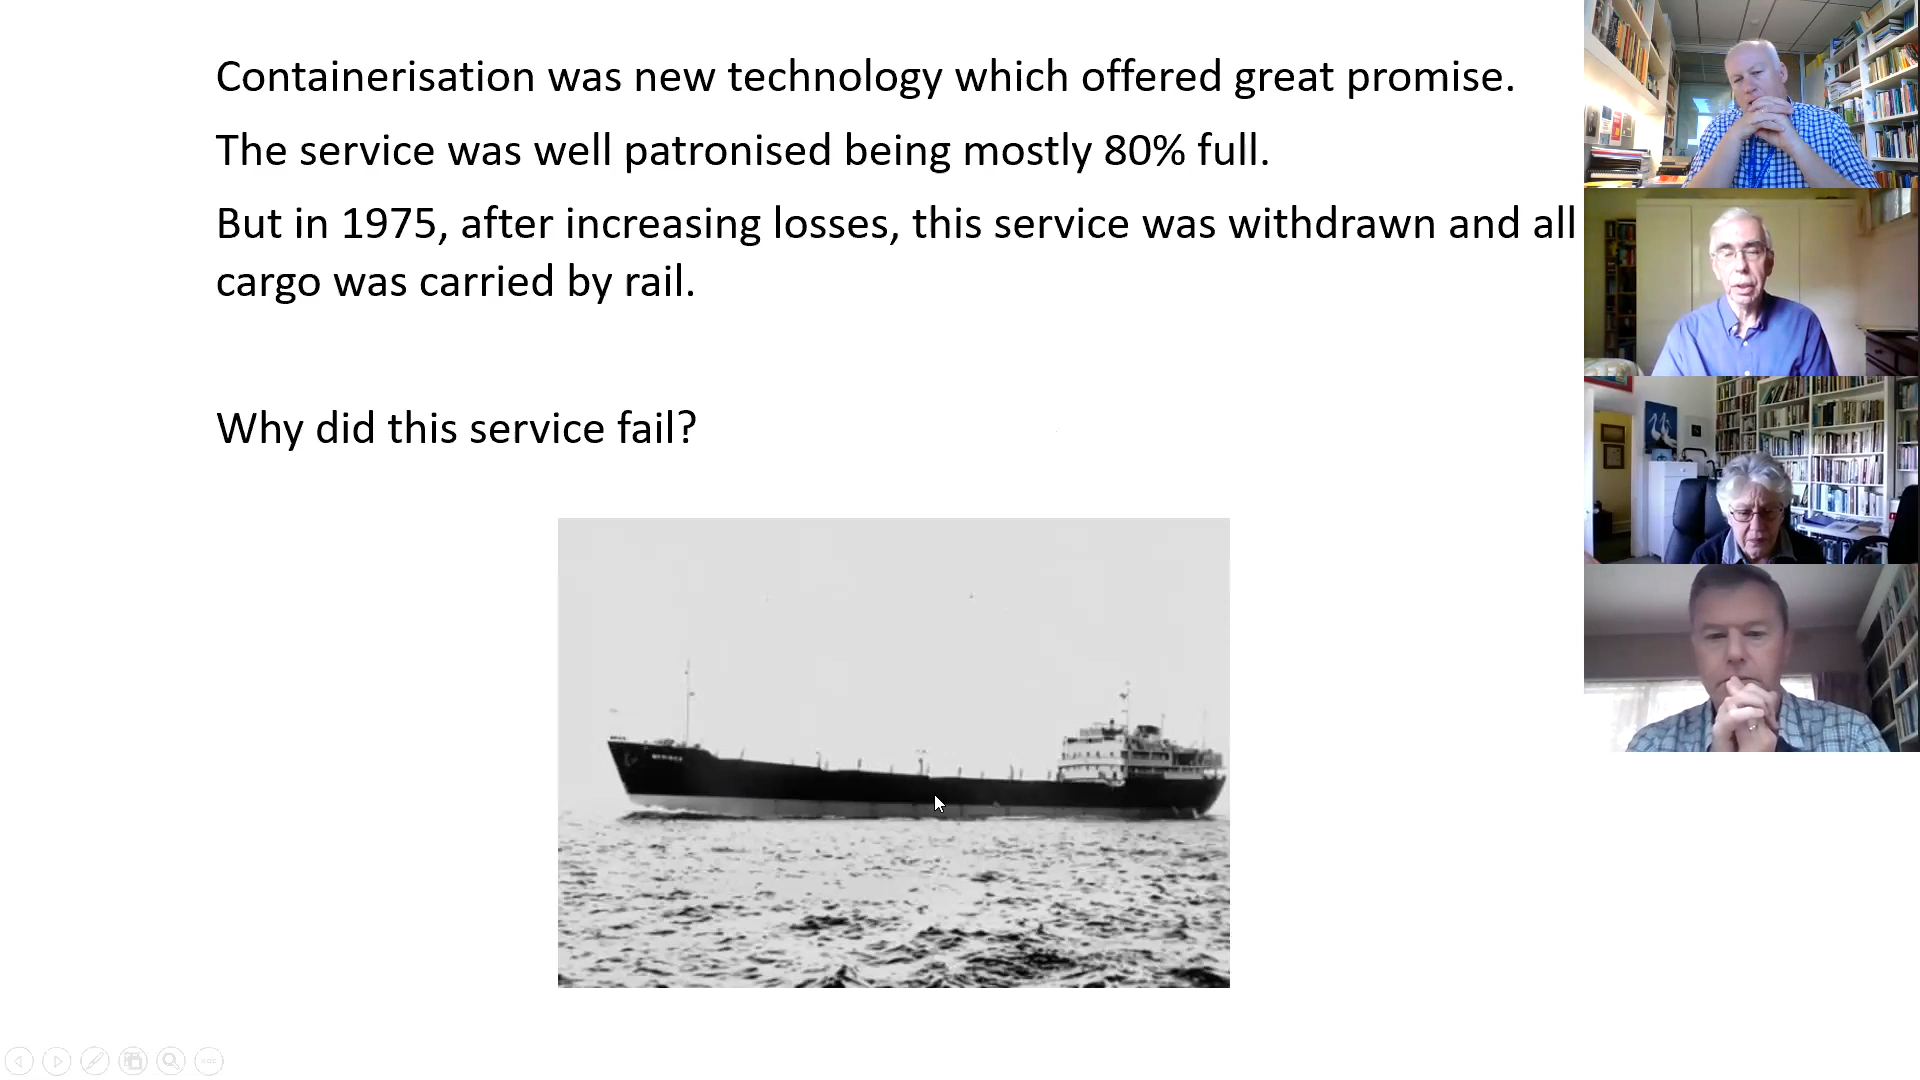 Containerisation was new technology which offered great promise.
The service was well patronised being mostly 80% full.
But in 1975, after increasing losses, this service was withdrawn and all
cargo was carried by rail.
Why did this service fail?